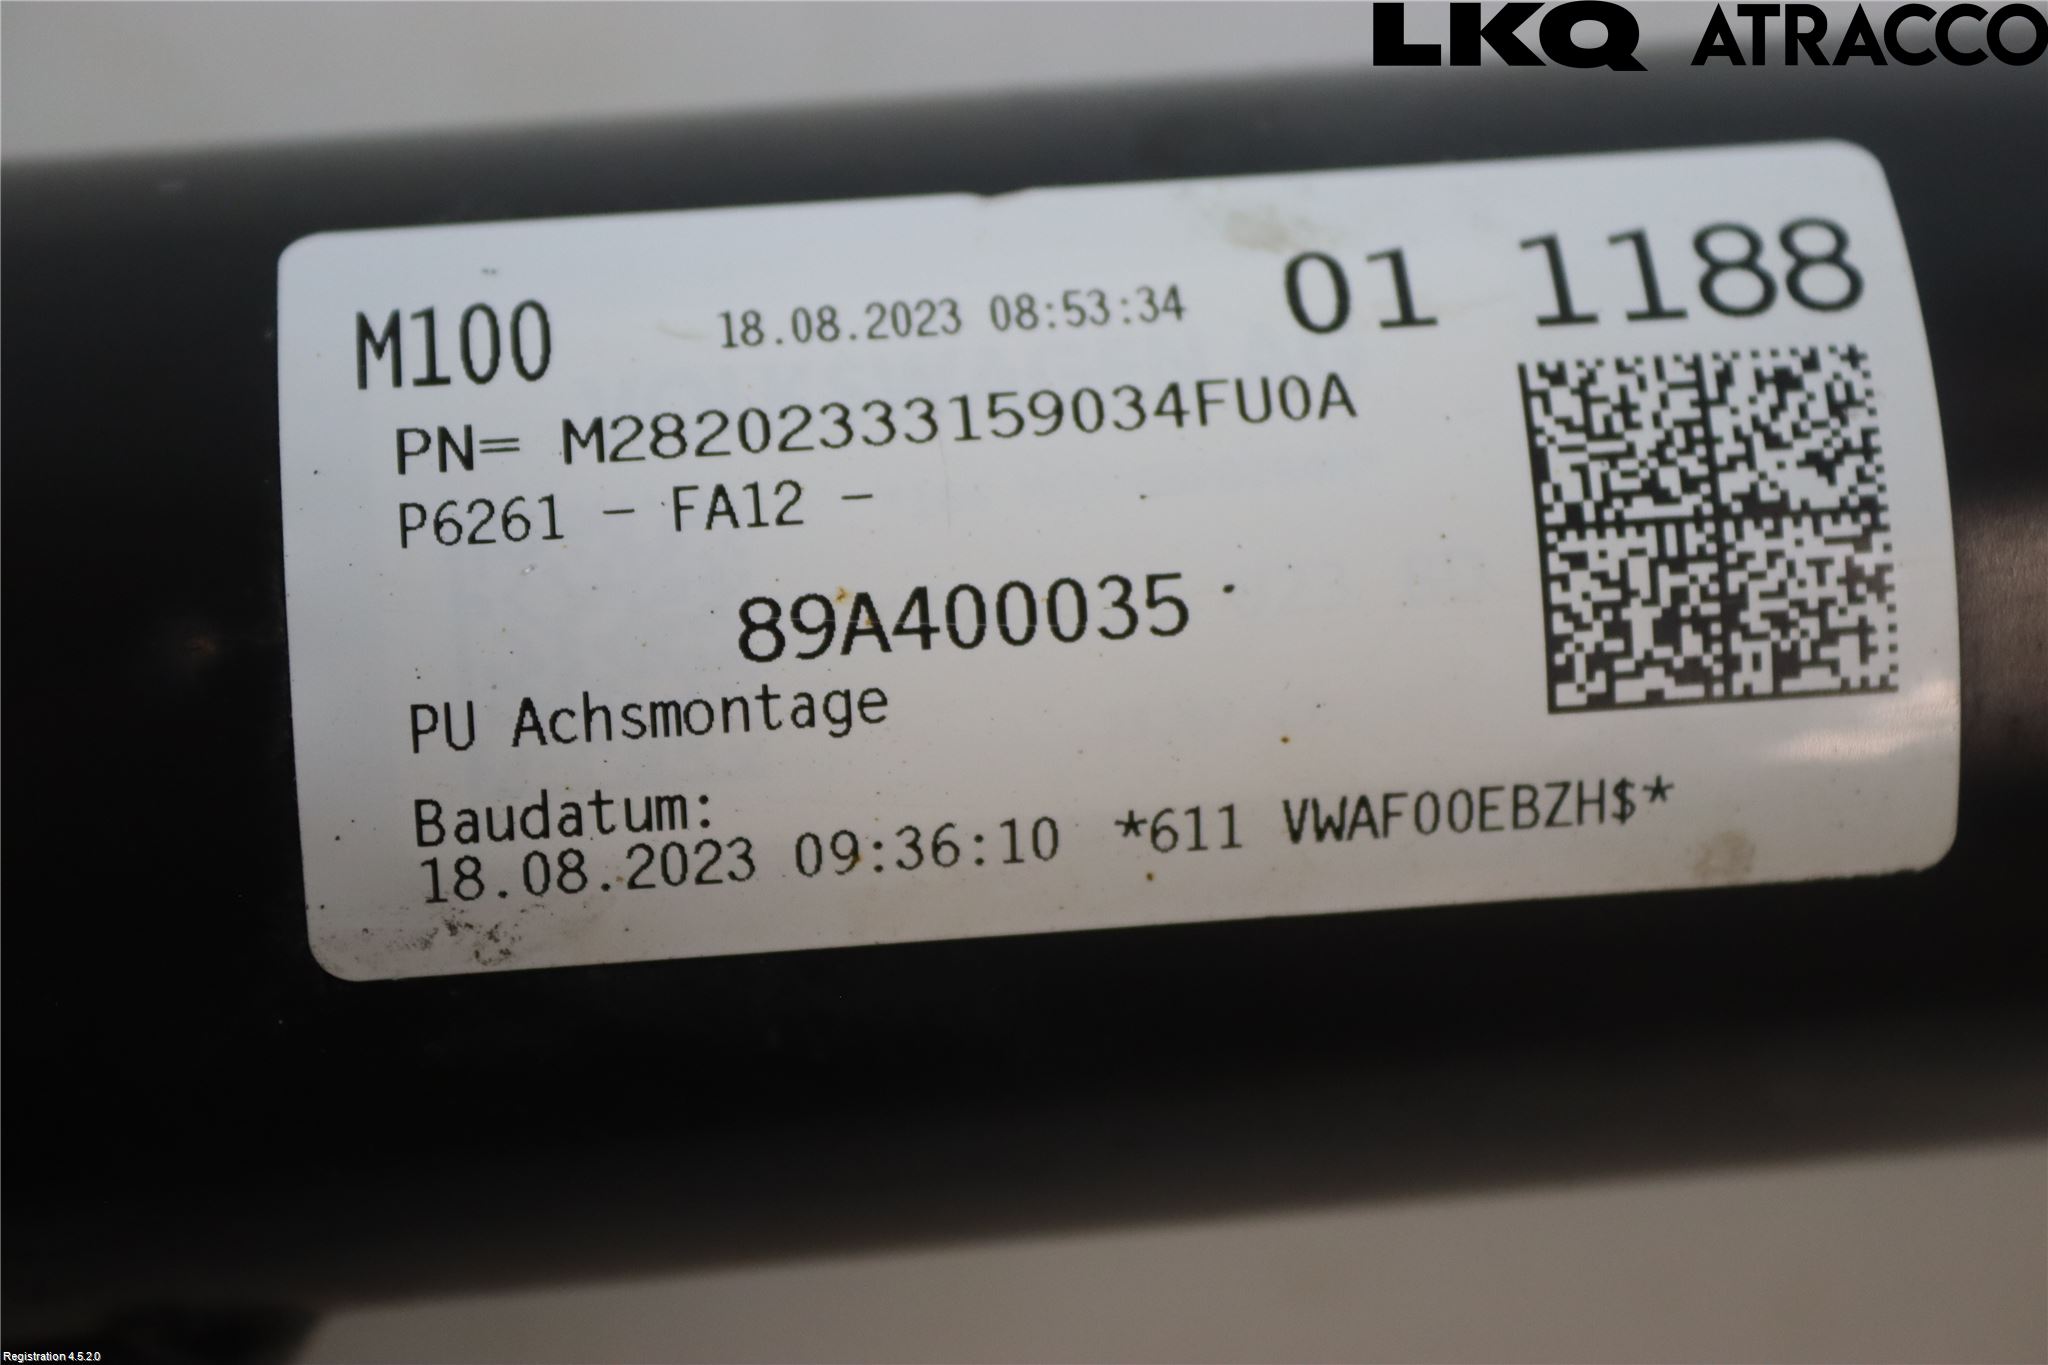 LKQ ATRACCO
M100 18.08.2023 08:53:34 01 1188
PN= M28202333159034FU0A
P6261 - FA12 -
89A400035
PU Achsmontage
Baudatum:
18.08.2023 09:36:10 *611 VWAF00EBZH$*
Registration 4.5.2.0